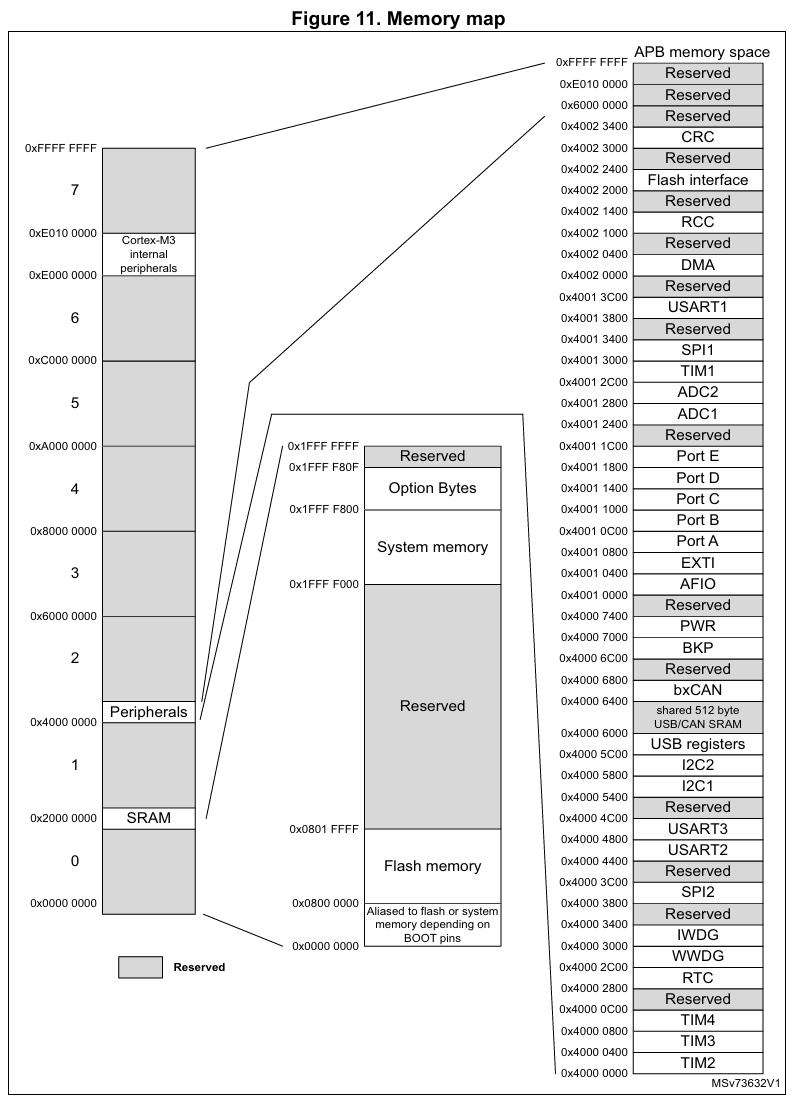 Figure 11. Memory map
0xFFFF FFFF
7
0xE010 0000
Cortex-M3
internal
peripherals
0xE000 0000
6
0xC000 0000
5
0xA000 0000
4
0x8000 0000
3
0x6000 0000
2
Peripherals
0x4000 0000
1
0x2000 0000
SRAM
0
0x0000 0000
Reserved
0x1FFF FFFF
Reserved
0x1FFF F80F
Option Bytes
0x1FFF F800
System memory
0x1FFF F000
Reserved
0x0801 FFFF
Flash memory
0x0800 0000
Aliased to flash or system
memory depending on
BOOT pins
0x0000 0000
APB memory space
0xFFFF FFFF
Reserved
0xE010 0000
Reserved
0x6000 0000
Reserved
0x4002 3400
CRC
0x4002 3000
Reserved
0x4002 2400
Flash interface
0x4002 2000
Reserved
0x4002 1400
RCC
0x4002 1000
Reserved
0x4002 0400
DMA
0x4002 0000
Reserved
0x4001 3C00
USART1
0x4001 3800
Reserved
0x4001 3400
SPI1
0x4001 3000
TIM1
0x4001 2C00
ADC2
0x4001 2800
ADC1
0x4001 2400
Reserved
0x4001 1C00
Port E
0x4001 1800
Port D
0x4001 1400
Port C
0x4001 1000
Port B
0x4001 0C00
Port A
0x4001 0800
EXTI
0x4001 0400
AFIO
0x4001 0000
Reserved
0x4000 7400
PWR
0x4000 7000
BKP
0x4000 6C00
Reserved
0x4000 6800
bxCAN
0x4000 6400
shared 512 byte
USB/CAN SRAM
0x4000 6000
USB registers
0x4000 5C00
I2C2
0x4000 5800
I2C1
0x4000 5400
Reserved
0x4000 4C00
USART3
0x4000 4800
USART2
0x4000 4400
Reserved
0x4000 3C00
SPI2
0x4000 3800
Reserved
0x4000 3400
IWDG
0x4000 3000
WWDG
0x4000 2C00
RTC
0x4000 2800
Reserved
0x4000 0C00
TIM4
0x4000 0800
TIM3
0x4000 0400
TIM2
0x4000 0000
MSv73632V1